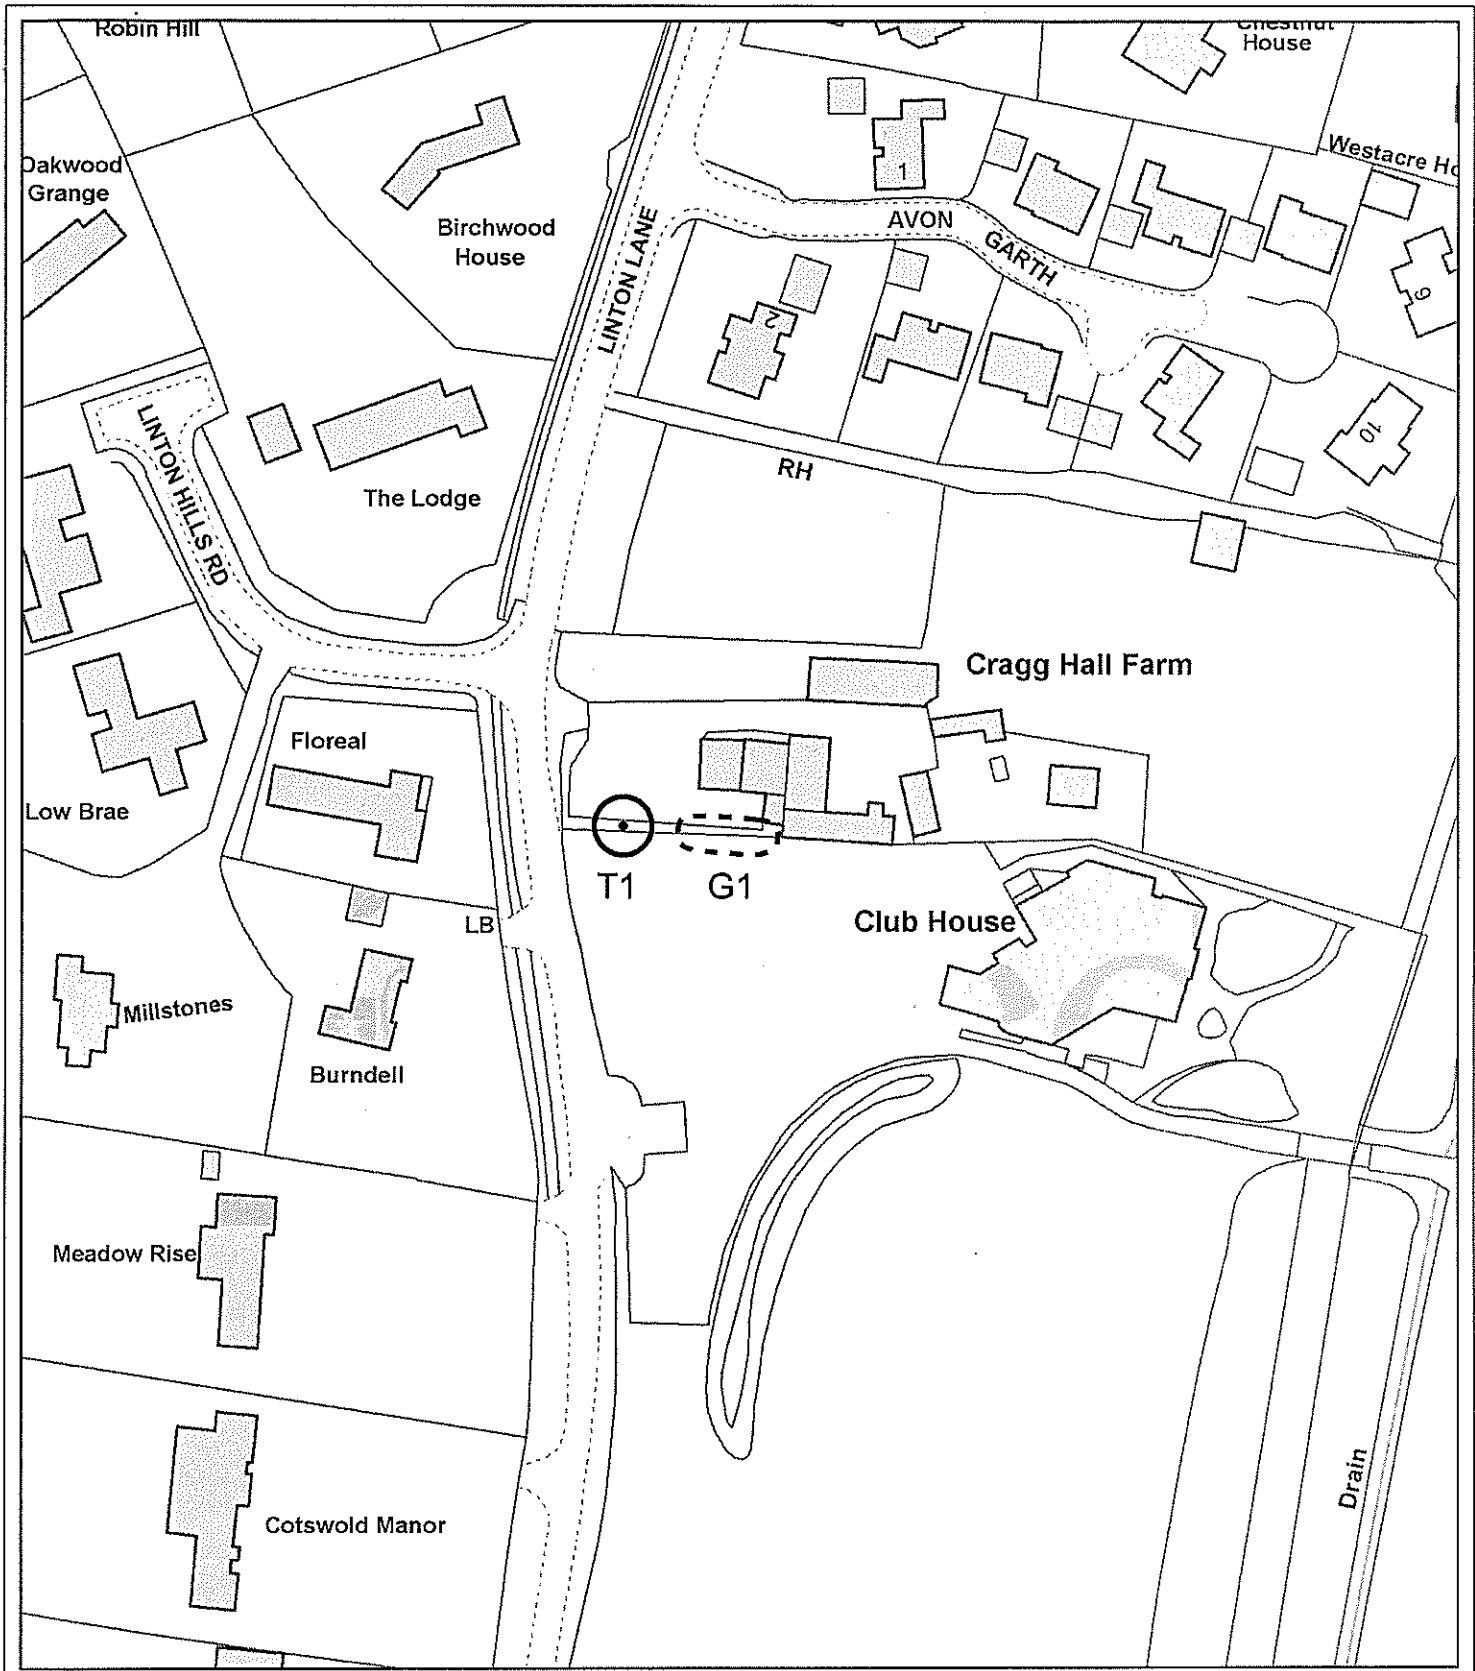 Robin Hill
Chestnut
House
Westacre
Oakwood
Grange
1
Birchwood
House
LINTON LANE
AVON
GARTH
9
2
LINTON HILLS RD
10
RH
The Lodge
Cragg Hall Farm
Floreal
Low Brae
T1
G1
Club House
LB
Millstones
Burndell
Meadow Rise
Drain
Cotswold Manor